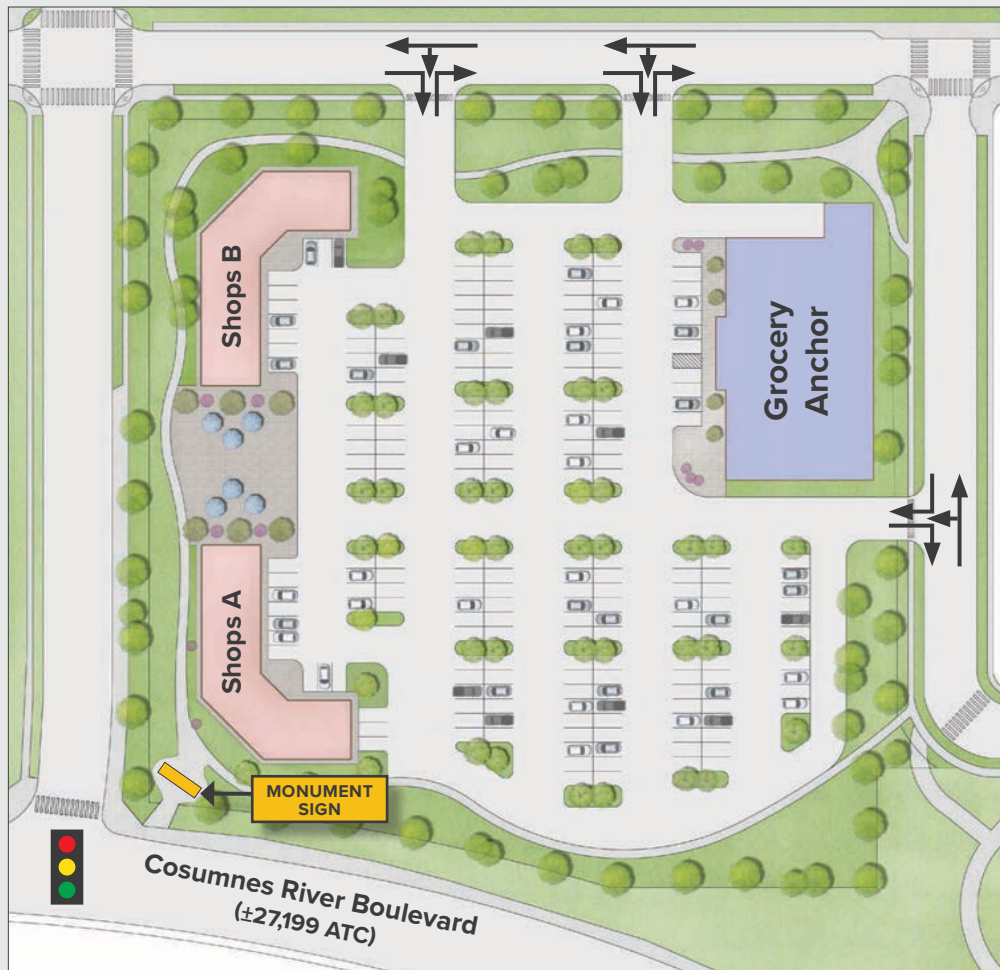 Shops B
Grocery
Anchor
Shops A
MONUMENT
SIGN
Cosumnes River Boulevard
(±27,199 ATC)